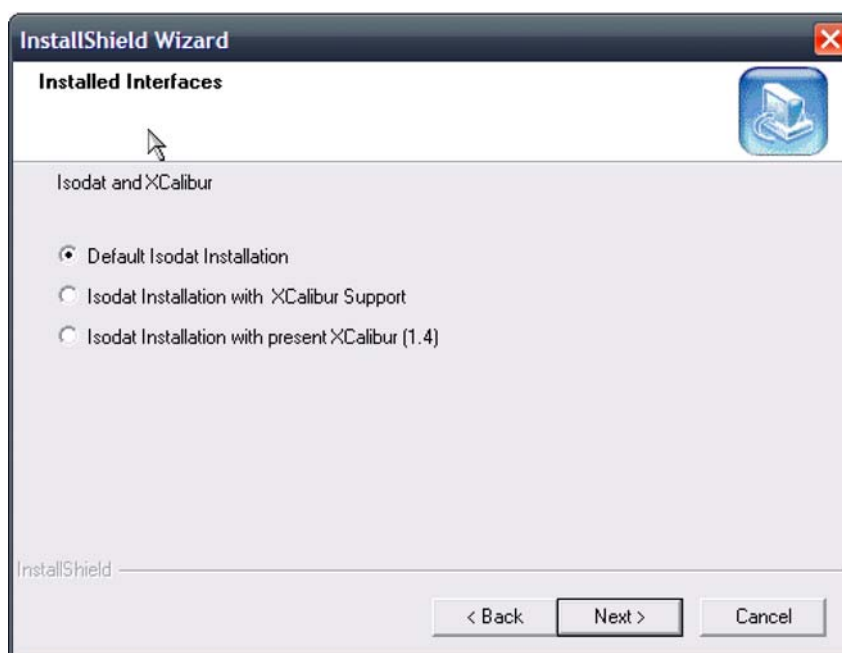 InstallShield Wizard
Installed Interfaces
Isodat and XCalibur
Default Isodat Installation
Isodat Installation with XCalibur Support
Isodat Installation with present XCalibur (1.4)
InstallShield
< Back
Next >
Cancel